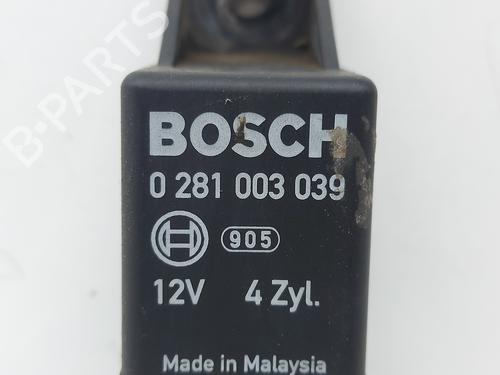 B-PARTS
BOSCH
0 281 003 039
905
12V 4 Zyl.
Made in Malaysia